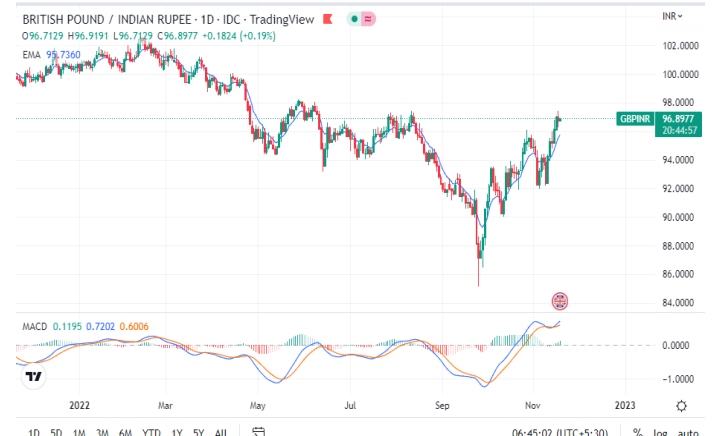 BRITISH POUND / INDIAN RUPEE · 1D · IDC · TradingView
INR
O96.7129 H96.9191 L96.7129 C96.8977 +0.1824 (+0.19%)
EMA 95.7360
102.0000
100.0000
98.0000
GBPINR 96.8977
20:44:57
94.0000
92.0000
90.0000
88.0000
86.0000
84.0000
MACD 0.1195 0.7202 0.6006
0.0000
−1.0000
2022 Mar May Jul Sep Nov 2023
1D 5D 1M 3M 6M YTD 1Y 5Y All 06:45:02 (UTC+5:30) % log auto